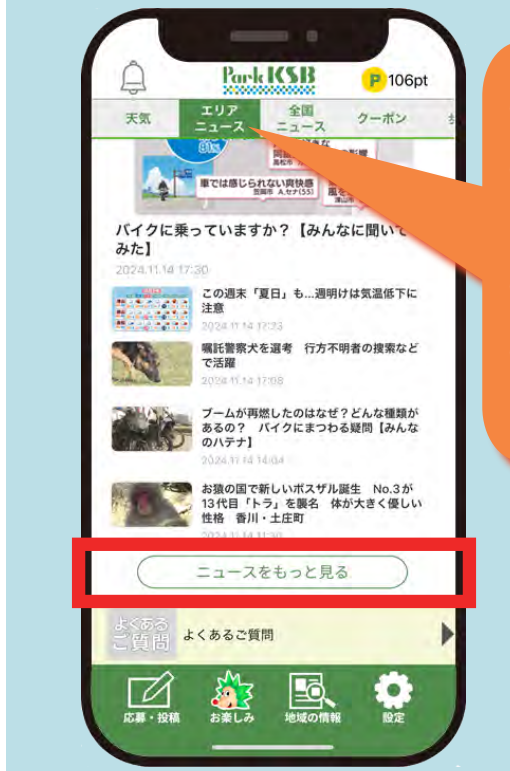 Park KSB
P 106pt
天気
エリア
ニュース
全国
ニュース
クーポン
81%
車では感じられない爽快感
笠岡市 A.セナ(55)
バイクに乗っていますか？【みんなに聞いて
みた】
2024.11.14 17:30
この週末「夏日」も…週明けは気温低下に
注意
2024.11.14 17:23
嘱託警察犬を選考 行方不明者の捜索など
で活躍
2024.11.14 17:08
ブームが再燃したのはなぜ？どんな種類が
あるの？ バイクにまつわる疑問【みんな
のハテナ】
2024.11.14 14:04
お猿の国で新しいボスザル誕生 No.3が
13代目「トラ」を襲名 体が大きく優しい
性格 香川・土庄町
2024.11.14 11:30
ニュースをもっと見る
よくある
ご質問
よくあるご質問
応募・投稿
お楽しみ
地域の情報
設定